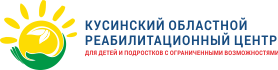 КУСИНСКИЙ ОБЛАСТНОЙ
РЕАБИЛИТАЦИОННЫЙ ЦЕНТР
ДЛЯ ДЕТЕЙ И ПОДРОСТКОВ С ОГРАНИЧЕННЫМИ ВОЗМОЖНОСТЯМИ